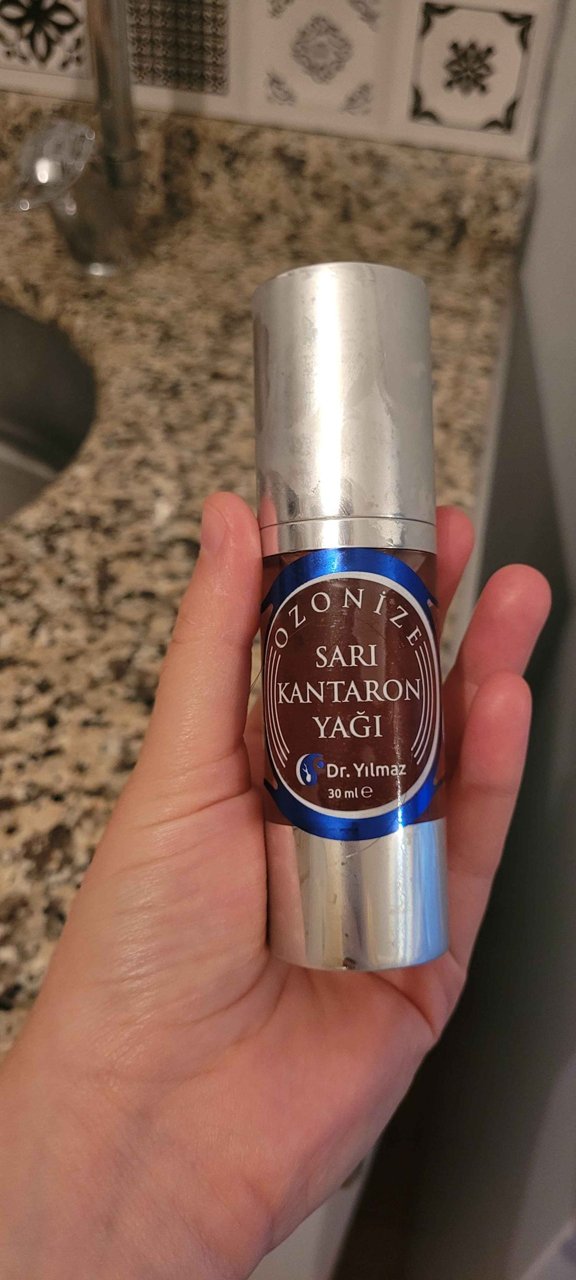 OZONİZE
SARI
KANTARON
YAĞI
Dr. Yılmaz
30 ml ℮